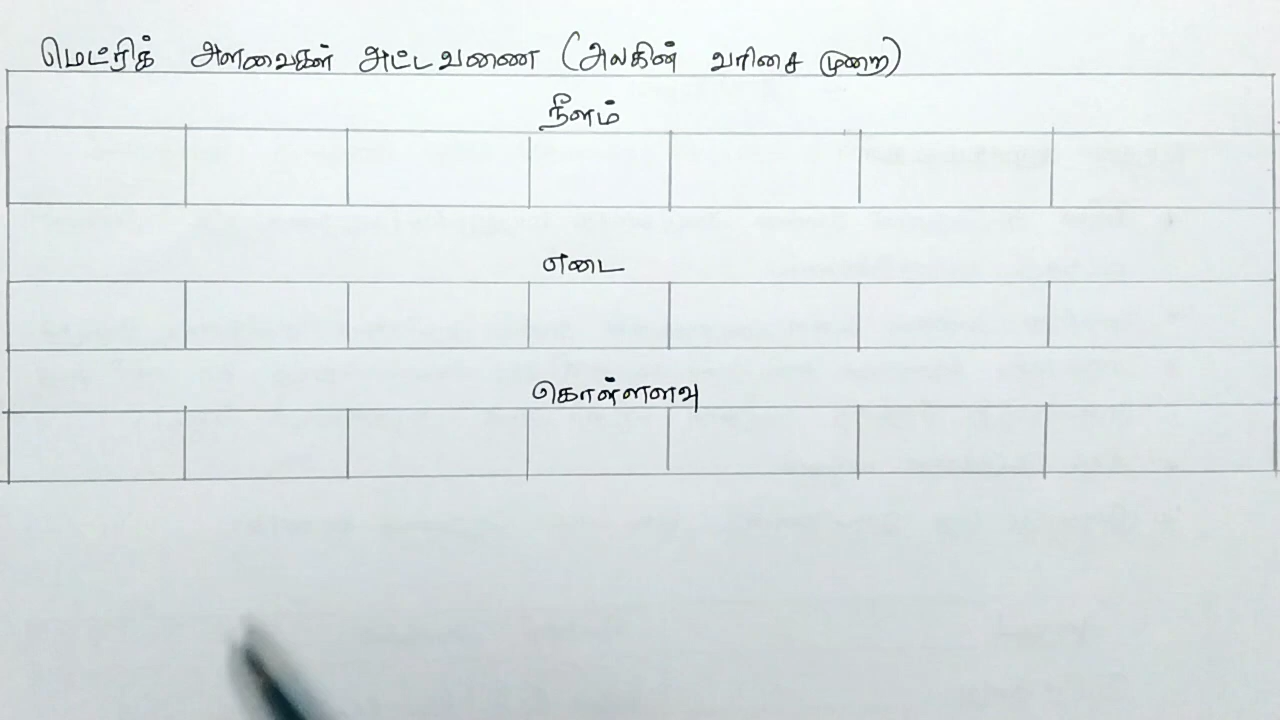 மெட்ரிக் அளவைகள் அட்டவணை (அலகின் வரிசை முறை)
நீளம்
எடை
கொள்ளளவு